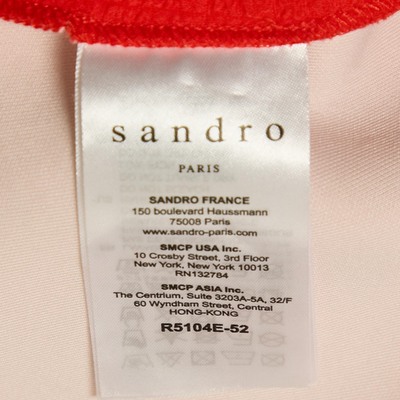 sandro
PARIS
SANDRO FRANCE
150 boulevard Haussmann
75008 Paris
www.sandro-paris.com
SMCP USA Inc.
10 Crosby Street, 3rd Floor
New York, New York 10013
RN132784
SMCP ASIA Inc.
The Centrium, Suite 3203A-5A, 32/F
60 Wyndham Street, Central
HONG-KONG
R5104E-52